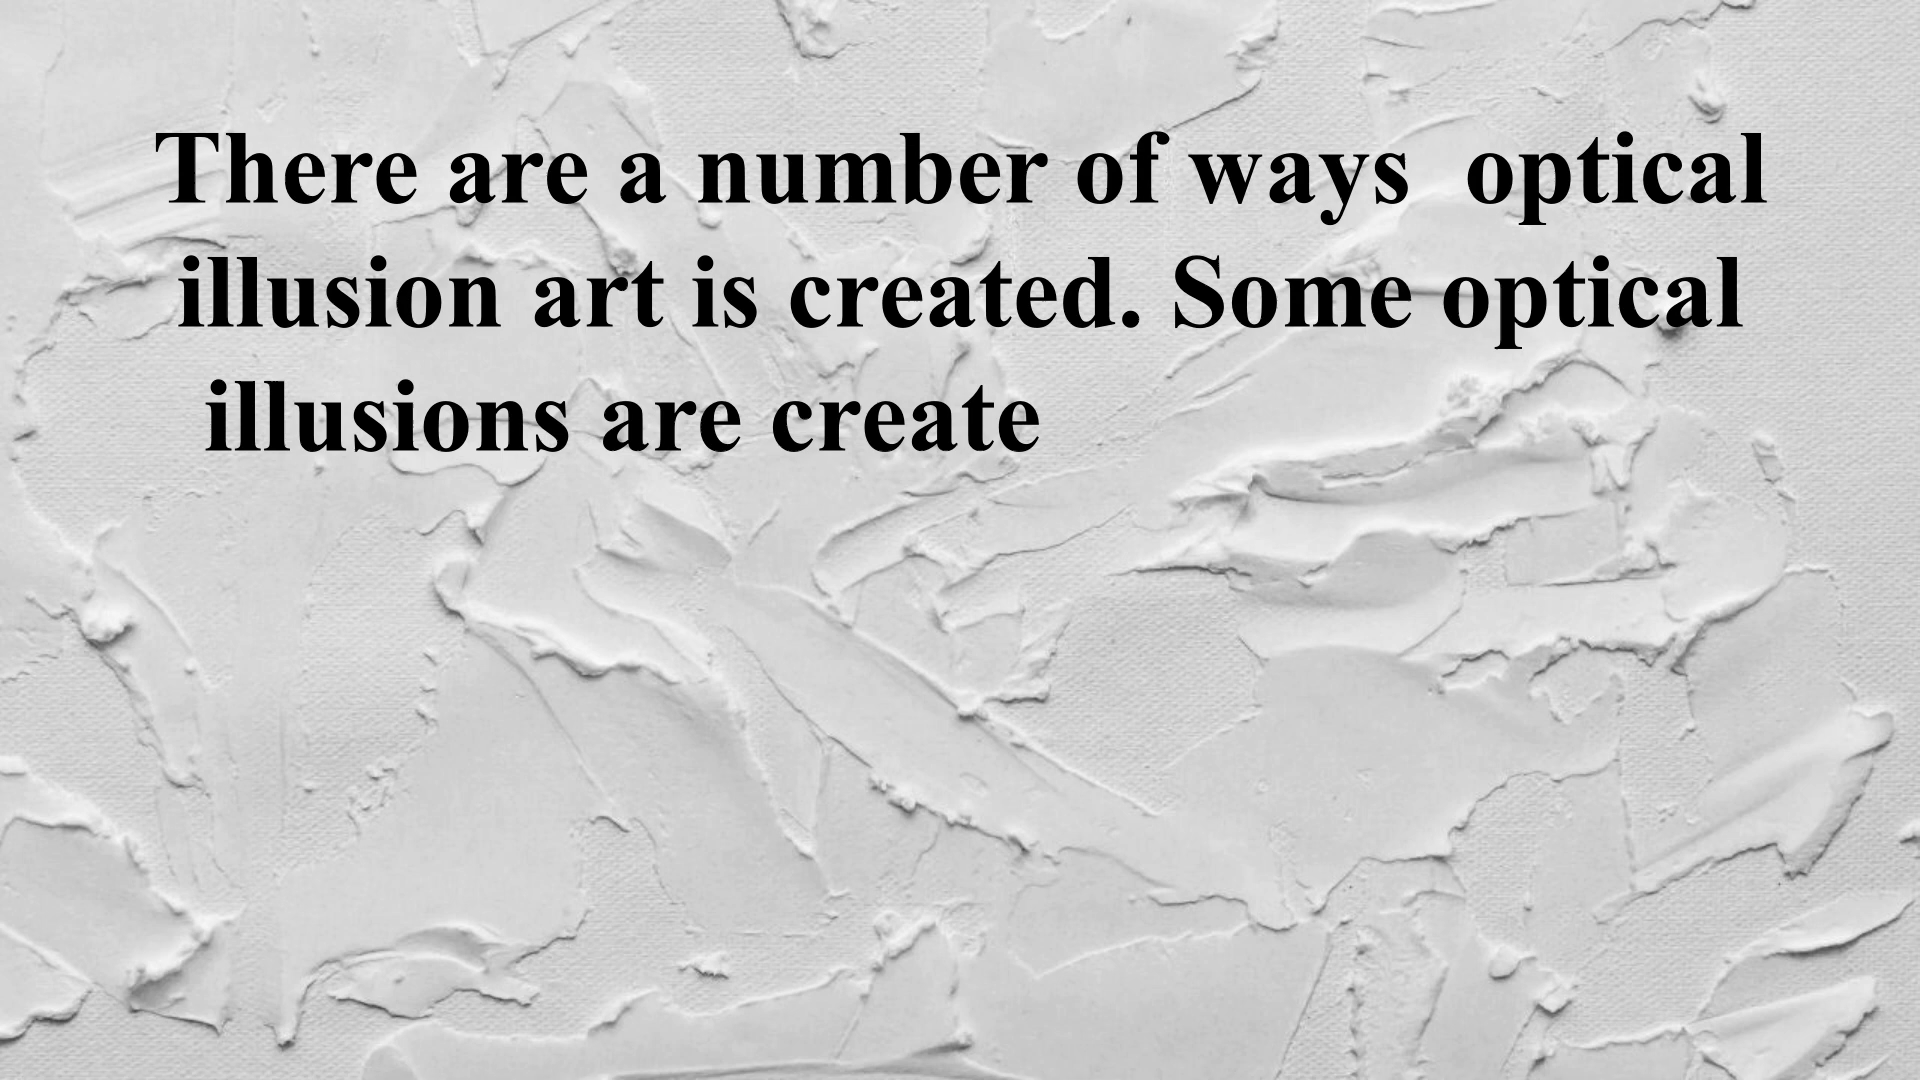 There are a number of ways  optical
illusion art is created. Some optical
illusions are create